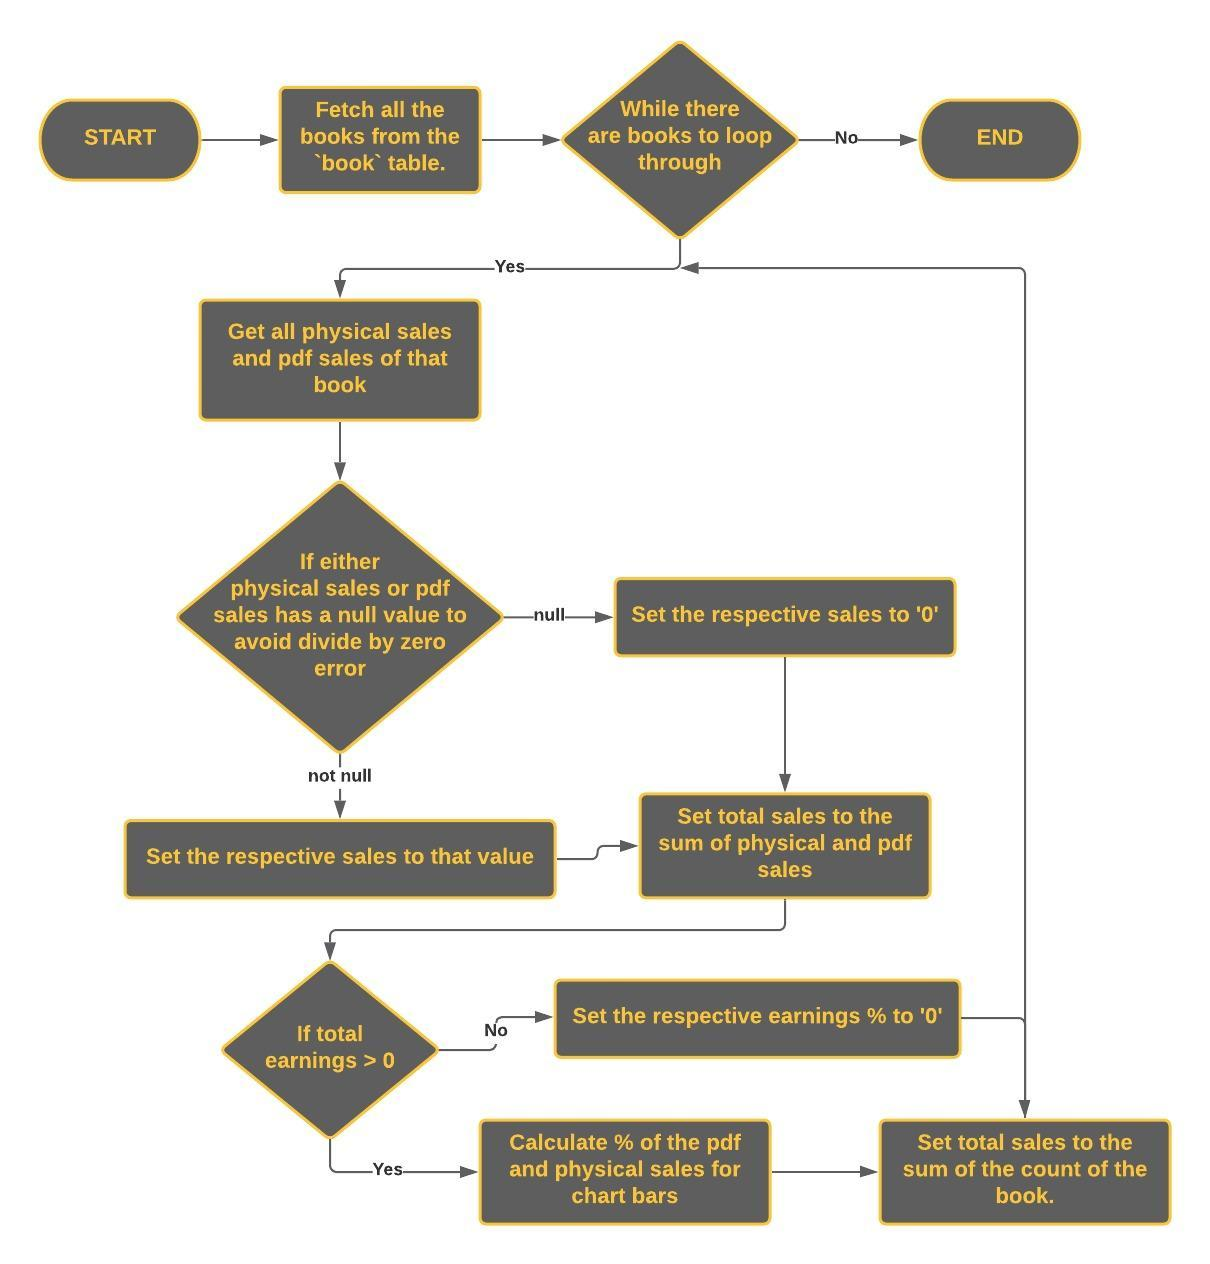 START
Fetch all the
books from the
`book` table.
While there
are books to loop
through
No
END
Yes
Get all physical sales
and pdf sales of that
book
If either
physical sales or pdf
sales has a null value to
avoid divide by zero
error
null
Set the respective sales to '0'
not null
Set the respective sales to that value
Set total sales to the
sum of physical and pdf
sales
If total
earnings > 0
No
Set the respective earnings % to '0'
Yes
Calculate % of the pdf
and physical sales for
chart bars
Set total sales to the
sum of the count of the
book.